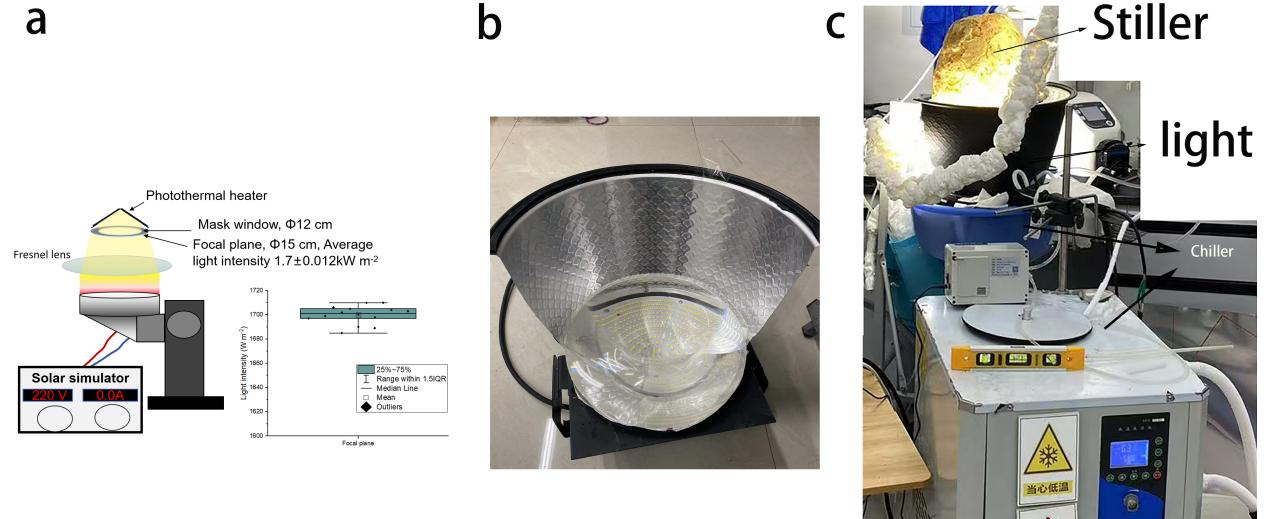 a
b
c
Stiller
light
Chiller
Photothermal heater
Mask window, Φ12 cm
Focal plane, Φ15 cm, Average
light intensity 1.7±0.012kW m-2
Fresnel lens
Solar simulator
220 V
0.0A
Light intensity (W m-2)
1720
1700
1680
1660
1640
1620
1600
Focal plane
25%~75%
Range within 1.5IQR
Median Line
Mean
Outliers
当心低温